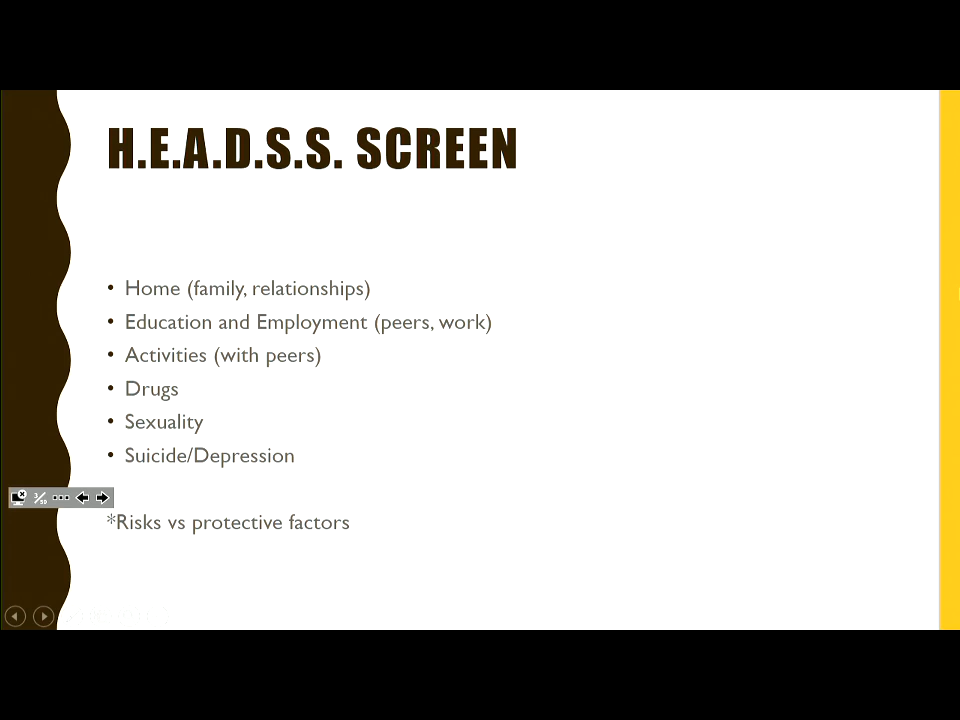 H.E.A.D.S.S. SCREEN
• Home (family, relationships)
• Education and Employment (peers, work)
• Activities (with peers)
• Drugs
• Sexuality
• Suicide/Depression
*Risks vs protective factors